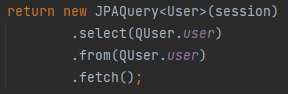 return new JPAQuery<User>(session)
.select(QUser.user)
.from(QUser.user)
.fetch();